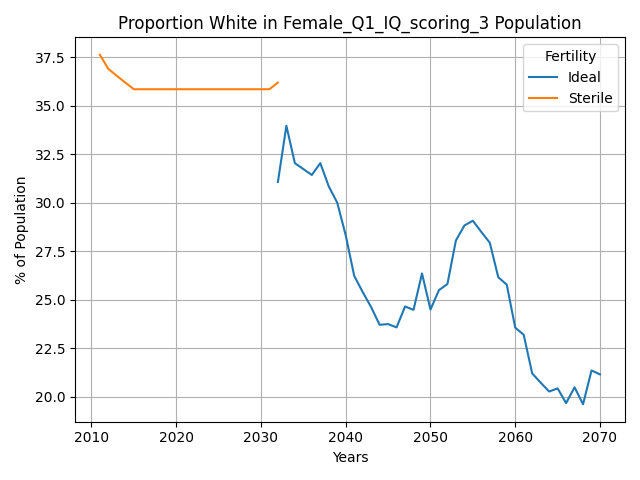 Proportion White in Female_Q1_IQ_scoring_3 Population
Fertility
Ideal
Sterile
% of Population
37.5
35.0
32.5
30.0
27.5
25.0
22.5
20.0
2010 2020 2030 2040 2050 2060 2070
Years